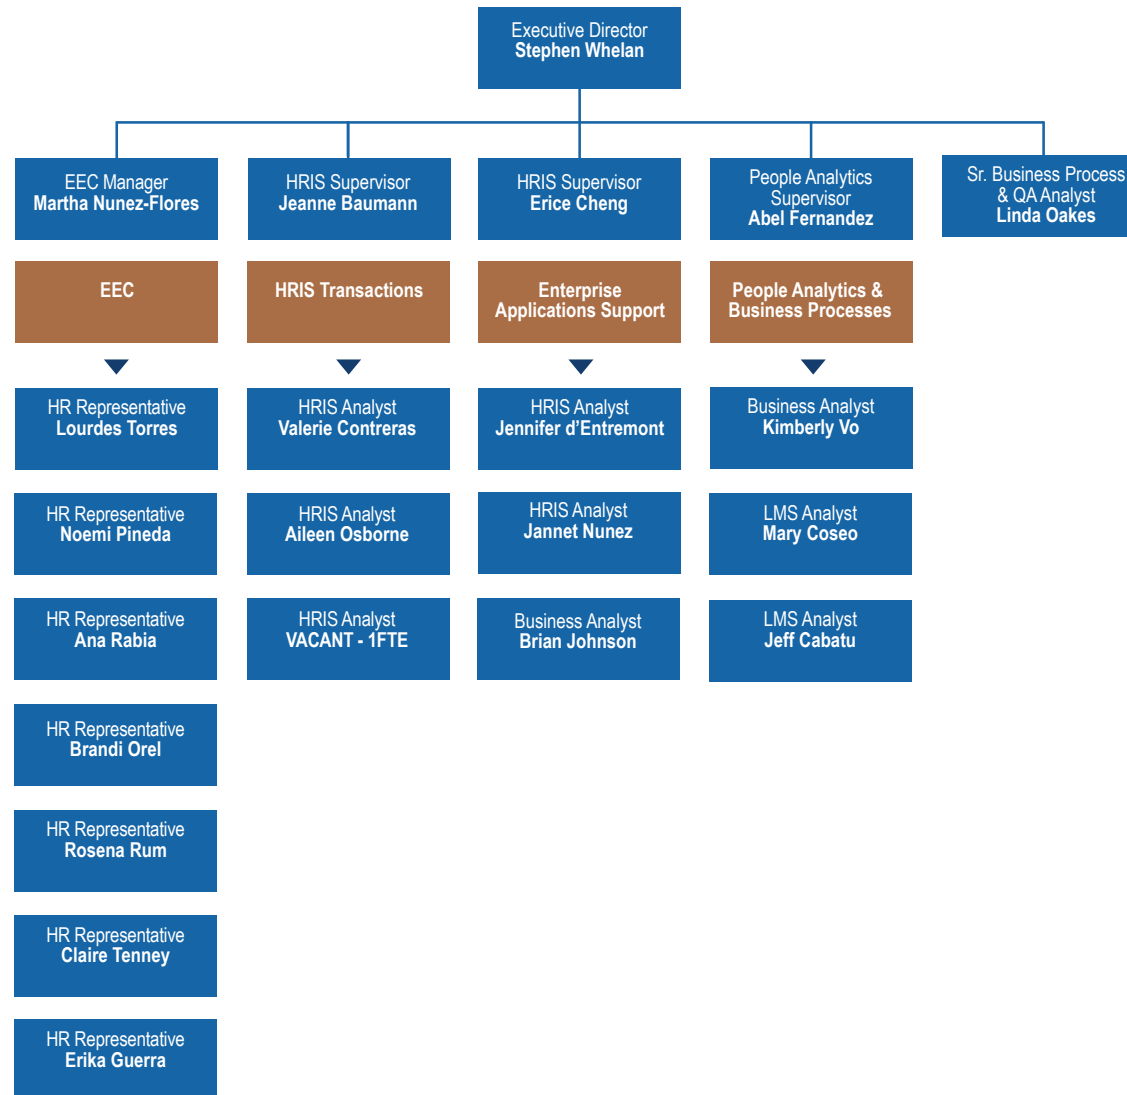 Executive Director
Stephen Whelan
EEC Manager
Martha Nunez-Flores
HRIS Supervisor
Jeanne Baumann
HRIS Supervisor
Erice Cheng
People Analytics
Supervisor
Abel Fernandez
Sr. Business Process
& QA Analyst
Linda Oakes
EEC
HRIS Transactions
Enterprise
Applications Support
People Analytics &
Business Processes
HR Representative
Lourdes Torres
HRIS Analyst
Valerie Contreras
HRIS Analyst
Jennifer d’Entremont
Business Analyst
Kimberly Vo
HR Representative
Noemi Pineda
HRIS Analyst
Aileen Osborne
HRIS Analyst
Jannet Nunez
LMS Analyst
Mary Coseo
HR Representative
Ana Rabia
HRIS Analyst
VACANT - 1FTE
Business Analyst
Brian Johnson
LMS Analyst
Jeff Cabatu
HR Representative
Brandi Orel
HR Representative
Rosena Rum
HR Representative
Claire Tenney
HR Representative
Erika Guerra